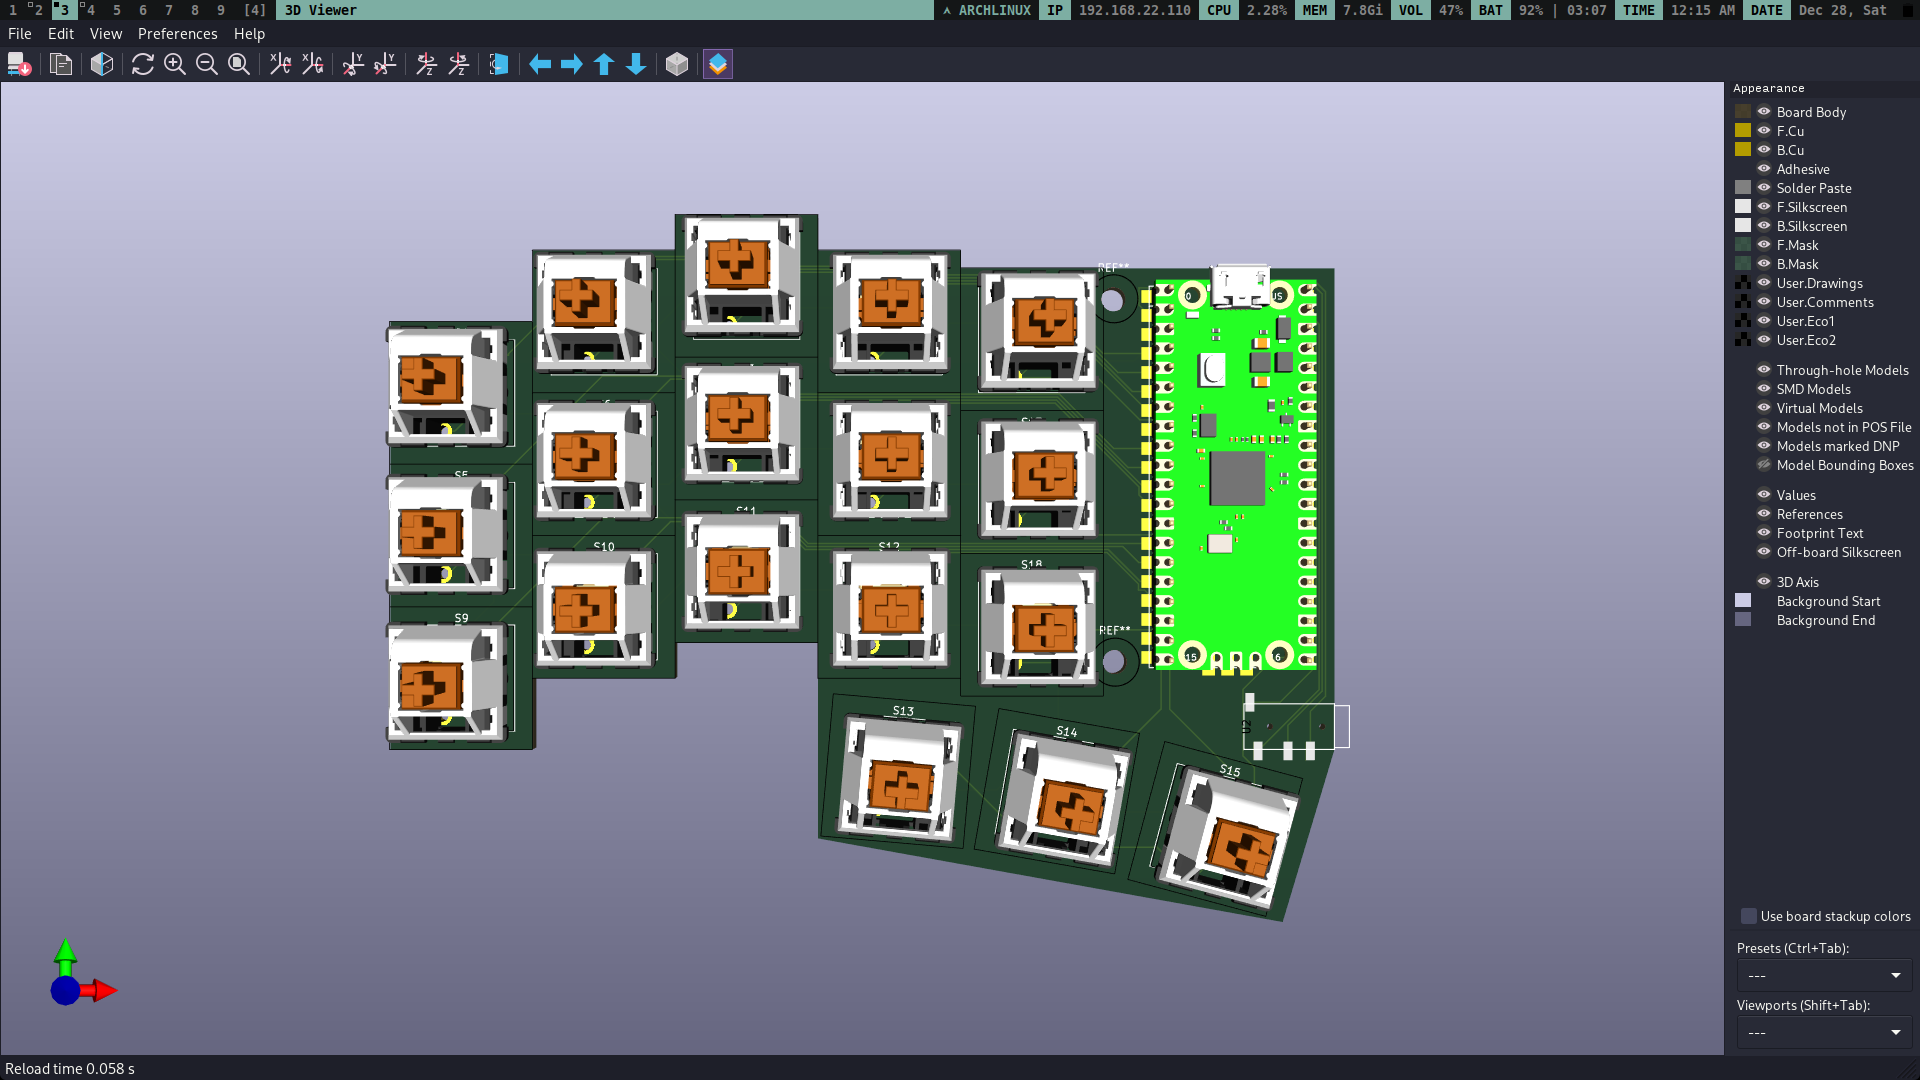 1 2 3 4 5 6 7 8 9 [4] 3D Viewer ARCHLINUX IP 192.168.22.110 CPU 2.28% MEM 7.8Gi VOL 47% BAT 92% | 03:07 TIME 12:15 AM DATE Dec 28, Sat
File Edit View Preferences Help
Appearance
Board Body
F.Cu
B.Cu
Adhesive
Solder Paste
F.Silkscreen
B.Silkscreen
F.Mask
B.Mask
User.Drawings
User.Comments
User.Eco1
User.Eco2
Through-hole Models
SMD Models
Virtual Models
Models not in POS File
Models marked DNP
Model Bounding Boxes
Values
References
Footprint Text
Off-board Silkscreen
3D Axis
Background Start
Background End
Use board stackup colors
Presets (Ctrl+Tab):
---
Viewports (Shift+Tab):
---
REF**
S5
S11
S10
S12
S18
S9
REF**
15
S13
S14
S15
Reload time 0.058 s